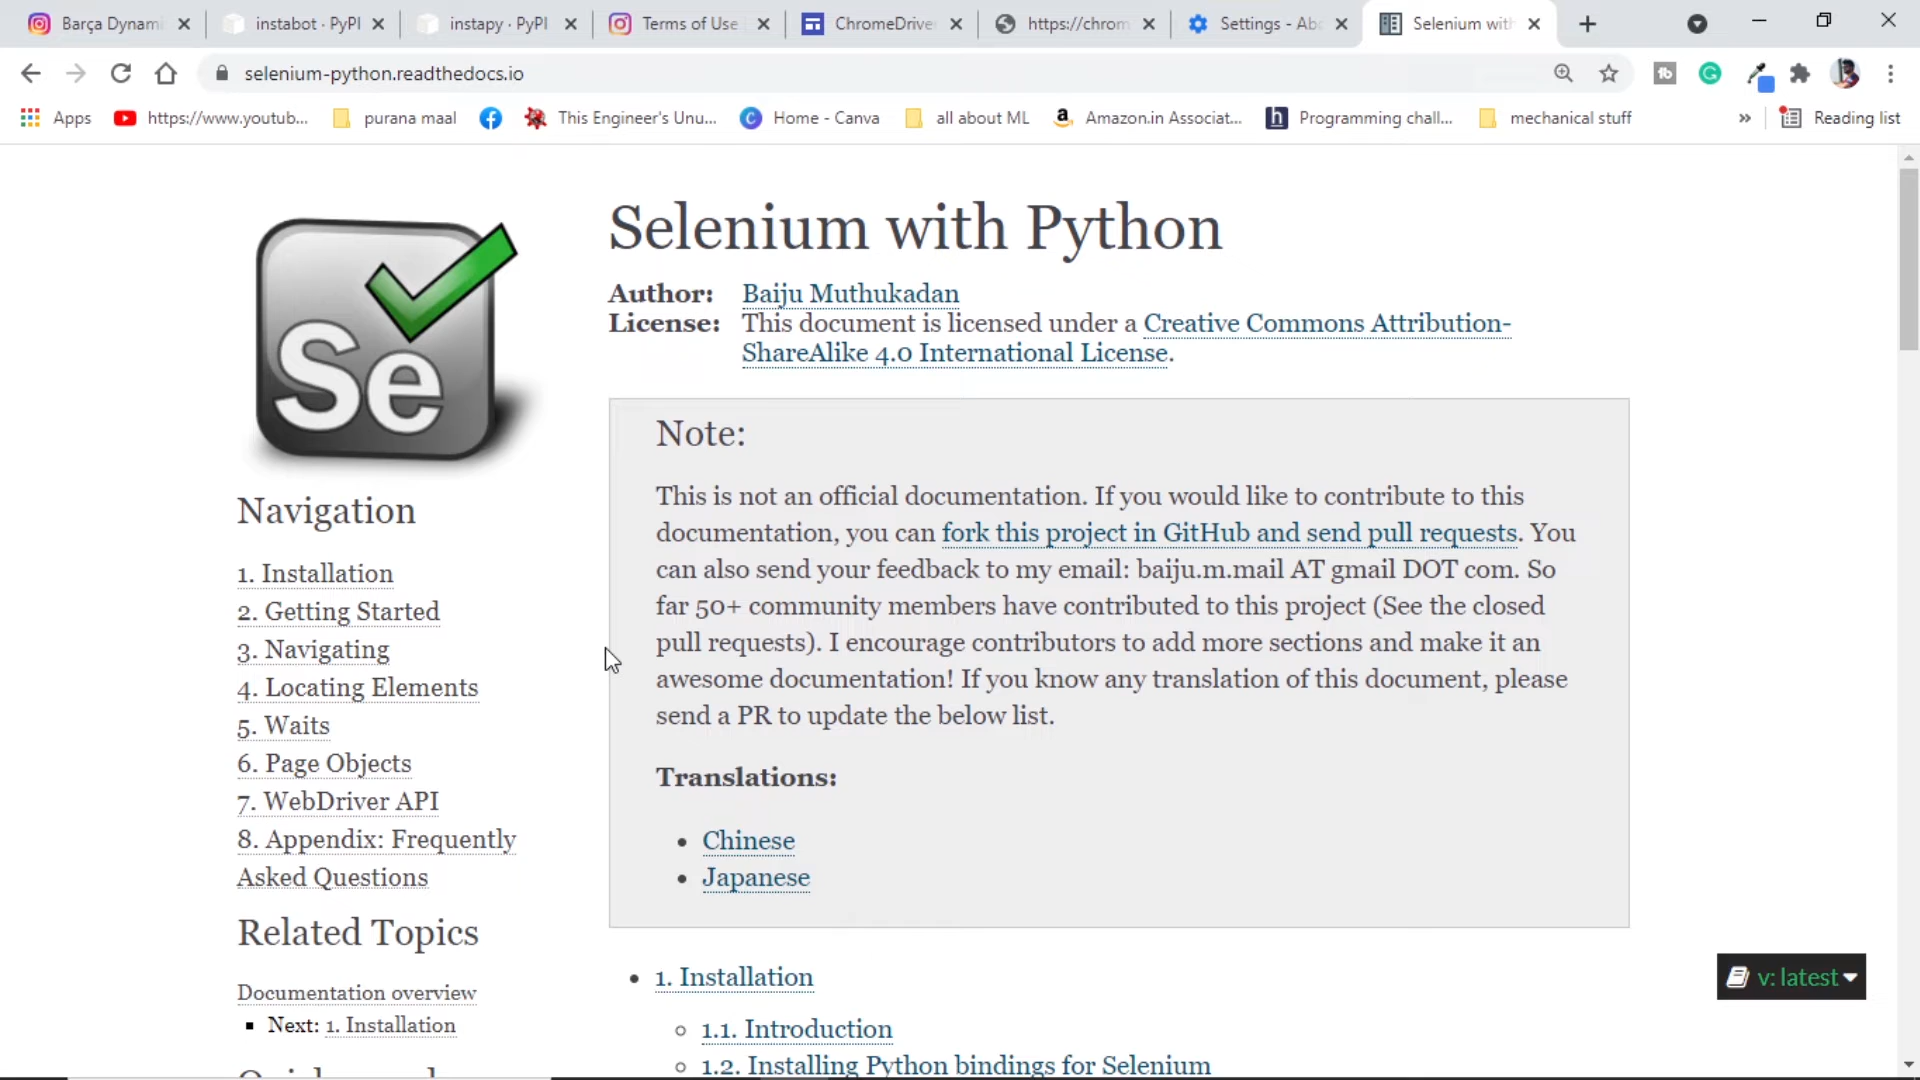 Barça Dynami
instabot · PyPI
instapy · PyPI
Terms of Use
ChromeDrive
https://chrom
Settings - Abo
Selenium with
selenium-python.readthedocs.io
Apps
https://www.youtub...
purana maal
This Engineer's Unu...
Home - Canva
all about ML
Amazon.in Associat...
Programming chall...
mechanical stuff
»
Reading list
Se
Selenium with Python
Author: Baiju Muthukadan
License: This document is licensed under a Creative Commons Attribution-
ShareAlike 4.0 International License.
Note:
This is not an official documentation. If you would like to contribute to this
documentation, you can fork this project in GitHub and send pull requests. You
can also send your feedback to my email: baiju.m.mail AT gmail DOT com. So
far 50+ community members have contributed to this project (See the closed
pull requests). I encourage contributors to add more sections and make it an
awesome documentation! If you know any translation of this document, please
send a PR to update the below list.
Translations:
Chinese
Japanese
Navigation
1. Installation
2. Getting Started
3. Navigating
4. Locating Elements
5. Waits
6. Page Objects
7. WebDriver API
8. Appendix: Frequently
Asked Questions
Related Topics
Documentation overview
Next: 1. Installation
1. Installation
1.1. Introduction
1.2. Installing Python bindings for Selenium
v: latest